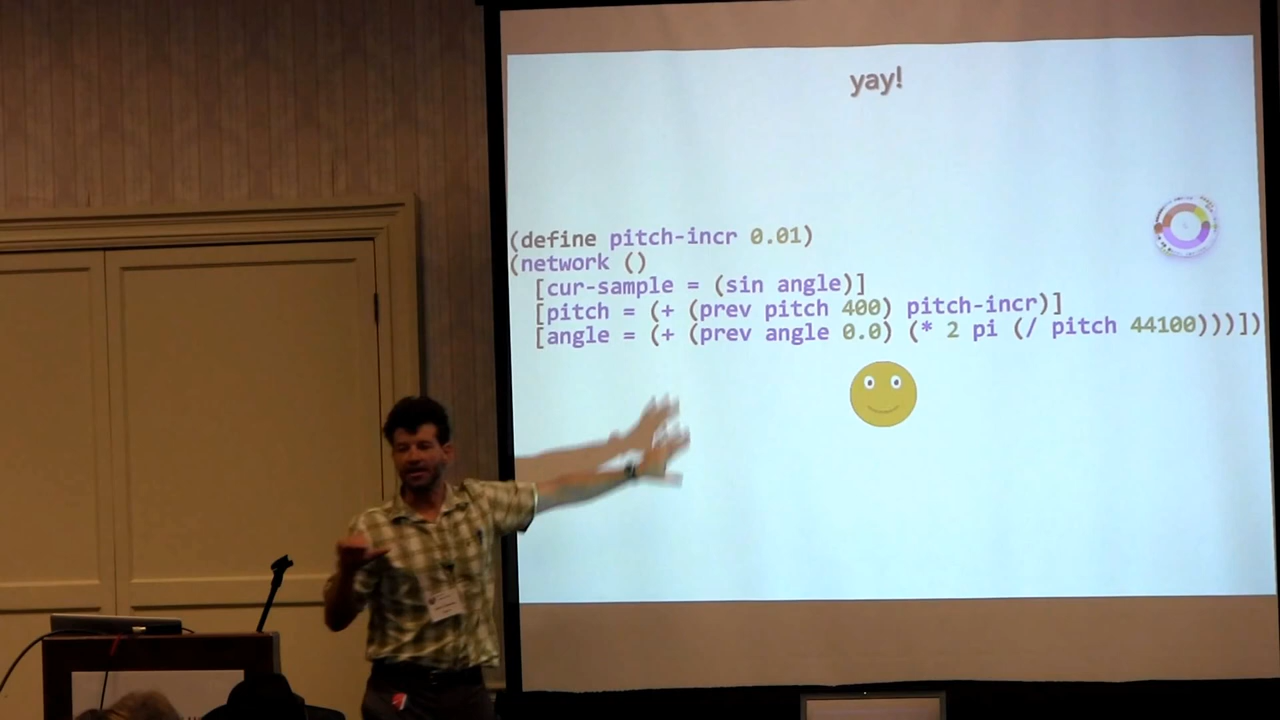 yay!
(define pitch-incr 0.01)
(network ()
[cur-sample = (sin angle)]
[pitch = (+ (prev pitch 400) pitch-incr)]
[angle = (+ (prev angle 0.0) (* 2 pi (/ pitch 44100)))])